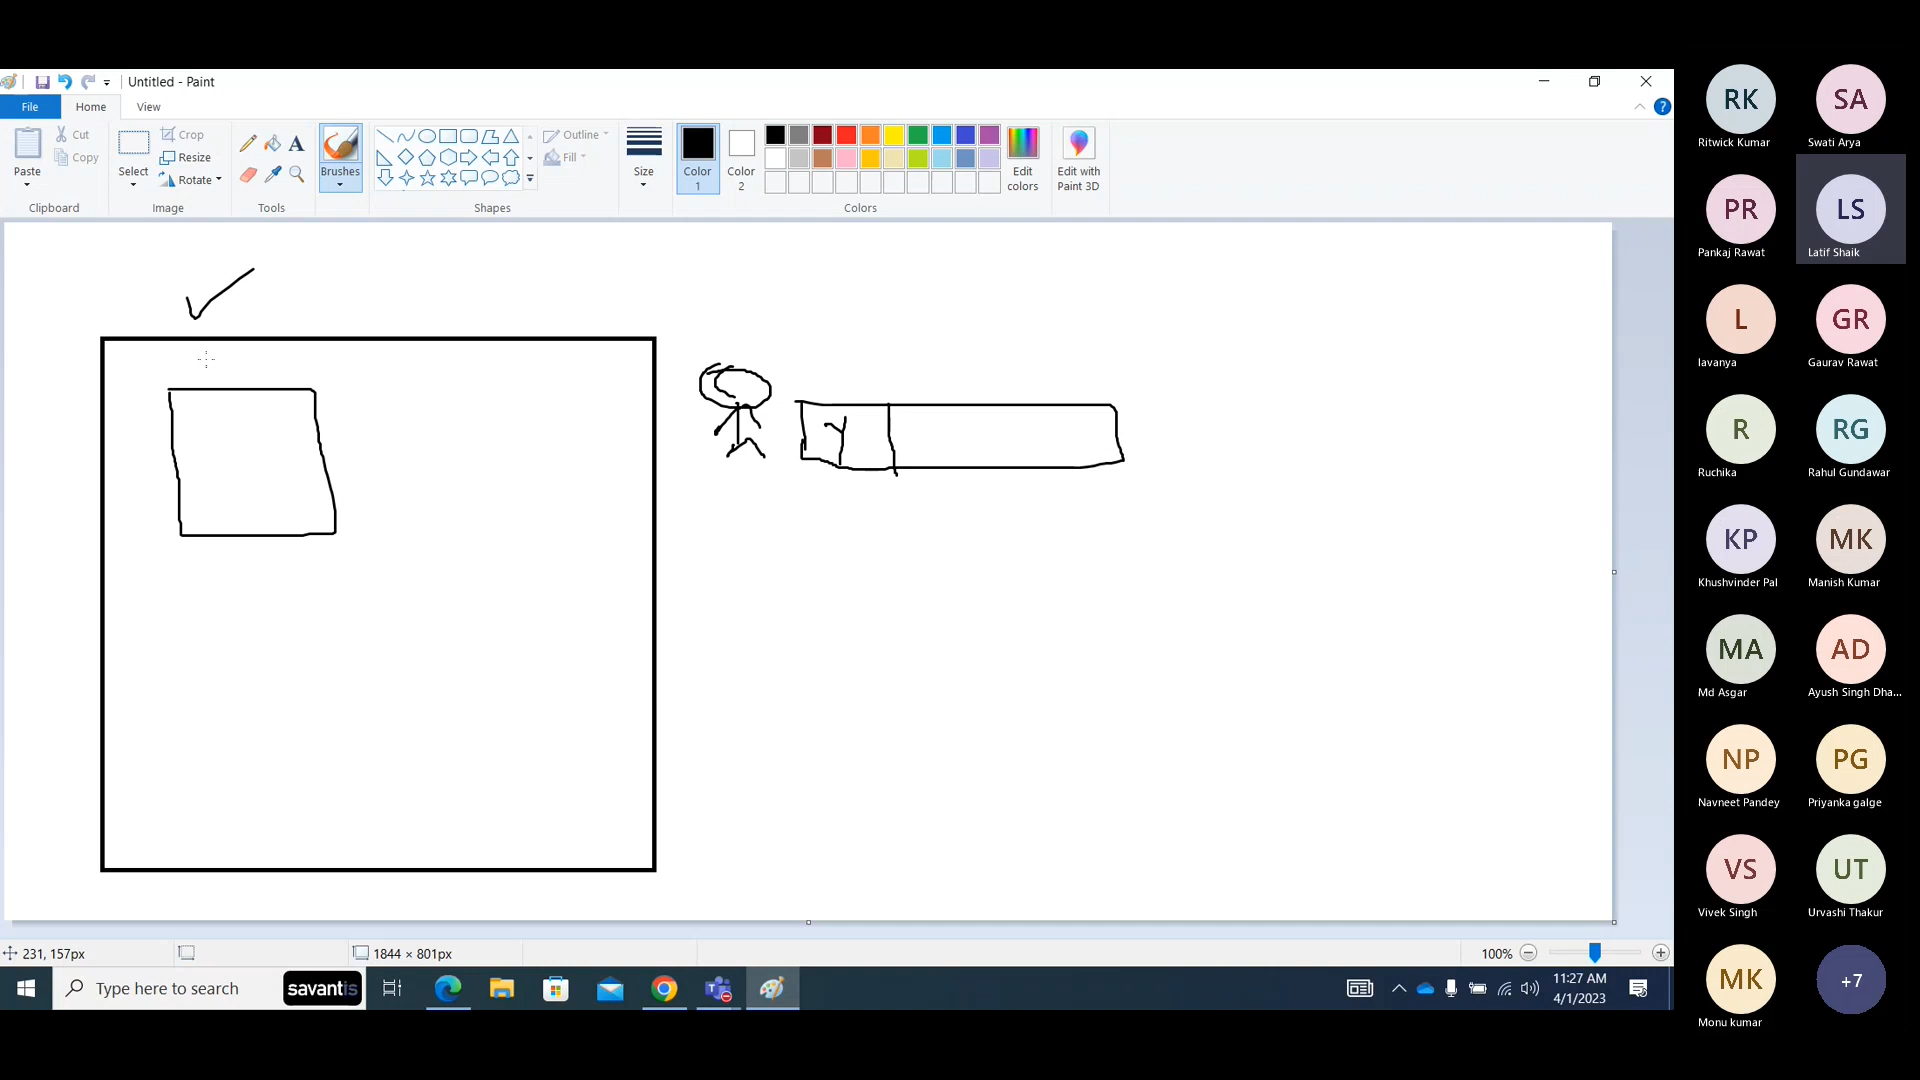 Untitled - Paint
File Home View
Cut
Copy
Paste
Clipboard
Select
Crop
Resize
Rotate
Image
A
Tools
Brushes
Shapes
Outline
Fill
Size
Color 1
Color 2
Edit colors
Colors
Edit with Paint 3D
?
Y
231, 157px
1844 × 801px
100%
Type here to search
savantis
11:27 AM
4/1/2023
RK SA
Ritwick Kumar Swati Arya
PR LS
Pankaj Rawat Latif Shaik
L GR
lavanya Gaurav Rawat
R RG
Ruchika Rahul Gundawar
KP MK
Khushvinder Pal Manish Kumar
MA AD
Md Asgar Ayush Singh Dha...
NP PG
Navneet Pandey Priyanka galge
VS UT
Vivek Singh Urvashi Thakur
MK +7
Monu kumar